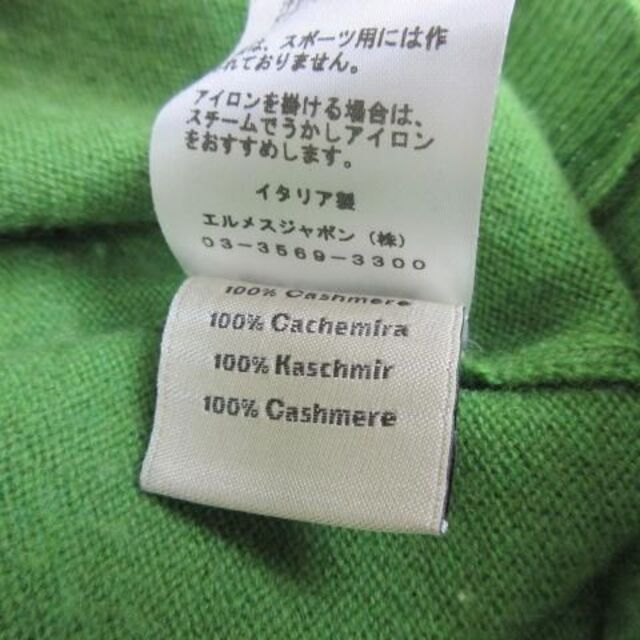 は、スポーツ用には作
れておりません。
アイロンを掛ける場合は、
スチームでうかしアイロン
をおすすめします。
イタリア製
エルメスジャポン（株）
03-3569-3300
100% Cashmere
100% Cachemira
100% Kaschmir
100% Cashmere